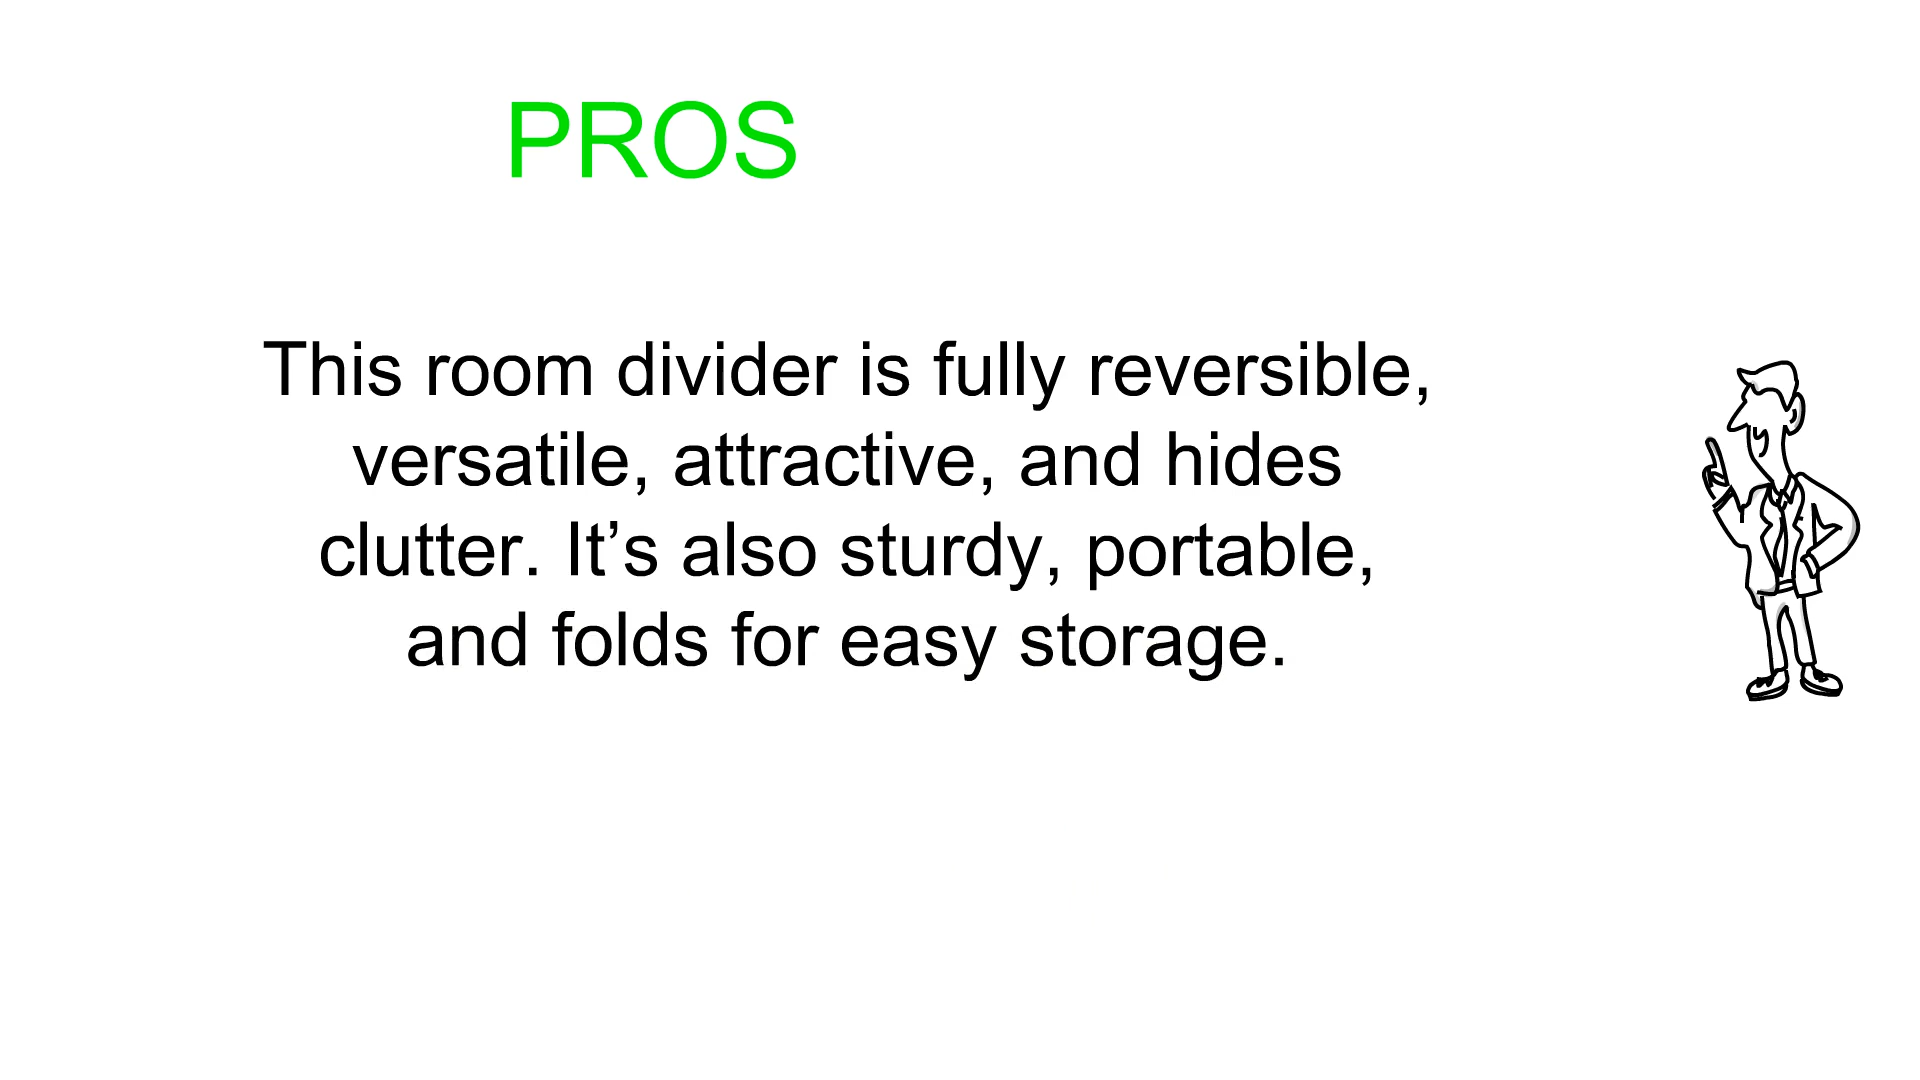 PROS
This room divider is fully reversible,
versatile, attractive, and hides
clutter. It’s also sturdy, portable,
and folds for easy storage.